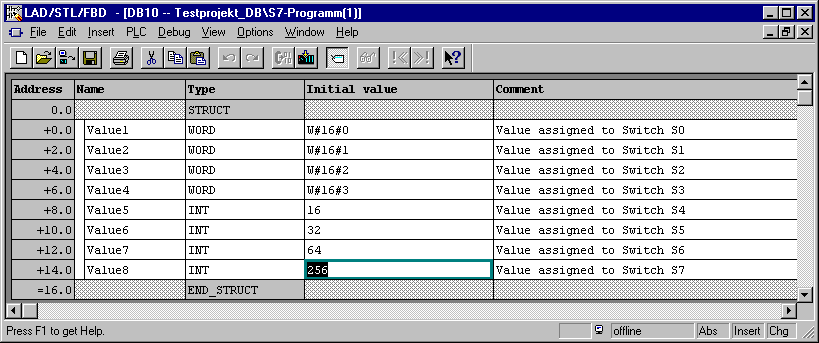 LAD/STL/FBD - [DB10 -- Testprojekt_DB\S7-Programm(1)]
File Edit Insert PLC Debug View Options Window Help
Address Name Type Initial value Comment
0.0 STRUCT
+0.0 Value1 WORD W#16#0 Value assigned to Switch S0
+2.0 Value2 WORD W#16#1 Value assigned to Switch S1
+4.0 Value3 WORD W#16#2 Value assigned to Switch S2
+6.0 Value4 WORD W#16#3 Value assigned to Switch S3
+8.0 Value5 INT 16 Value assigned to Switch S4
+10.0 Value6 INT 32 Value assigned to Switch S5
+12.0 Value7 INT 64 Value assigned to Switch S6
+14.0 Value8 INT 256 Value assigned to Switch S7
=16.0 END_STRUCT
Press F1 to get Help. offline Abs Insert Chg